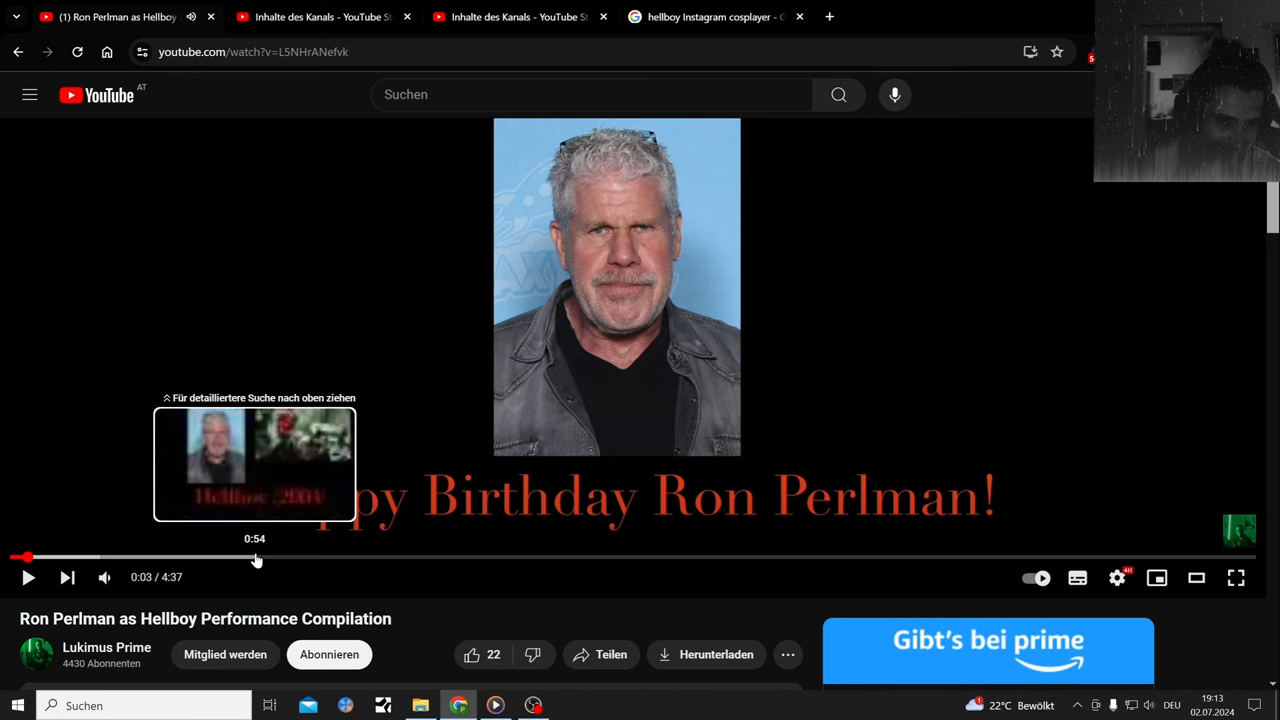 (1) Ron Perlman as Hellboy
Inhalte des Kanals - YouTube St
Inhalte des Kanals - YouTube St
hellboy Instagram cosplayer - G
youtube.com/watch?v=L5NHrANefvk
YouTube AT
Suchen
Für detailliertere Suche nach oben ziehen
ppy Birthday Ron Perlman!
0:54
0:03 / 4:37
Ron Perlman as Hellboy Performance Compilation
Lukimus Prime
4430 Abonnenten
Mitglied werden
Abonnieren
22
Teilen
Herunterladen
Gibt's bei prime
Suchen
22°C Bewölkt
DEU
19:13
02.07.2024